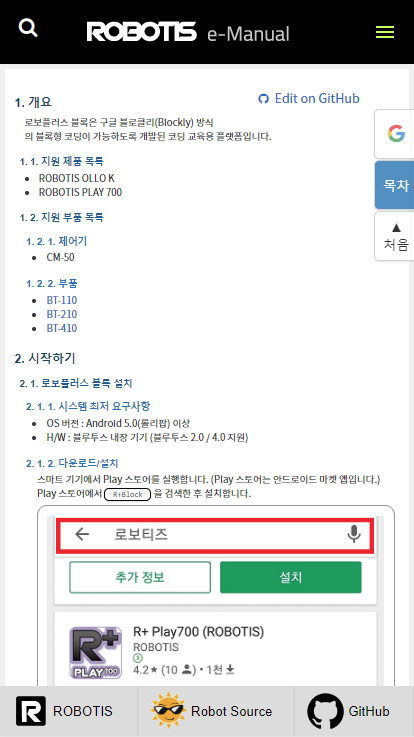 ROBOTIS e-Manual
1. 개요
Edit on GitHub
로보플러스 블록은 구글 블로클리(Blockly) 방식
의 블록형 코딩이 가능하도록 개발된 코딩 교육용 플랫폼입니다.
1. 1. 지원 제품 목록
ROBOTIS OLLO K
ROBOTIS PLAY 700
목차
▲
처음
1. 2. 지원 부품 목록
1. 2. 1. 제어기
CM-50
1. 2. 2. 부품
BT-110
BT-210
BT-410
2. 시작하기
2. 1. 로보플러스 블록 설치
2. 1. 1. 시스템 최저 요구사항
OS 버전 : Android 5.0(롤리팝) 이상
H/W : 블루투스 내장 기기 (블루투스 2.0 / 4.0 지원)
2. 1. 2. 다운로드/설치
스마트 기기에서 Play 스토어를 실행합니다. (Play 스토어는 안드로이드 마켓 앱입니다.)
Play 스토어에서 R+Block 을 검색한 후 설치합니다.
로보티즈
추가 정보
설치
R+ PLAY700
R+ Play700 (ROBOTIS)
ROBOTIS
3
4.2★ (10) • 1천
ROBOTIS
Robot Source
GitHub